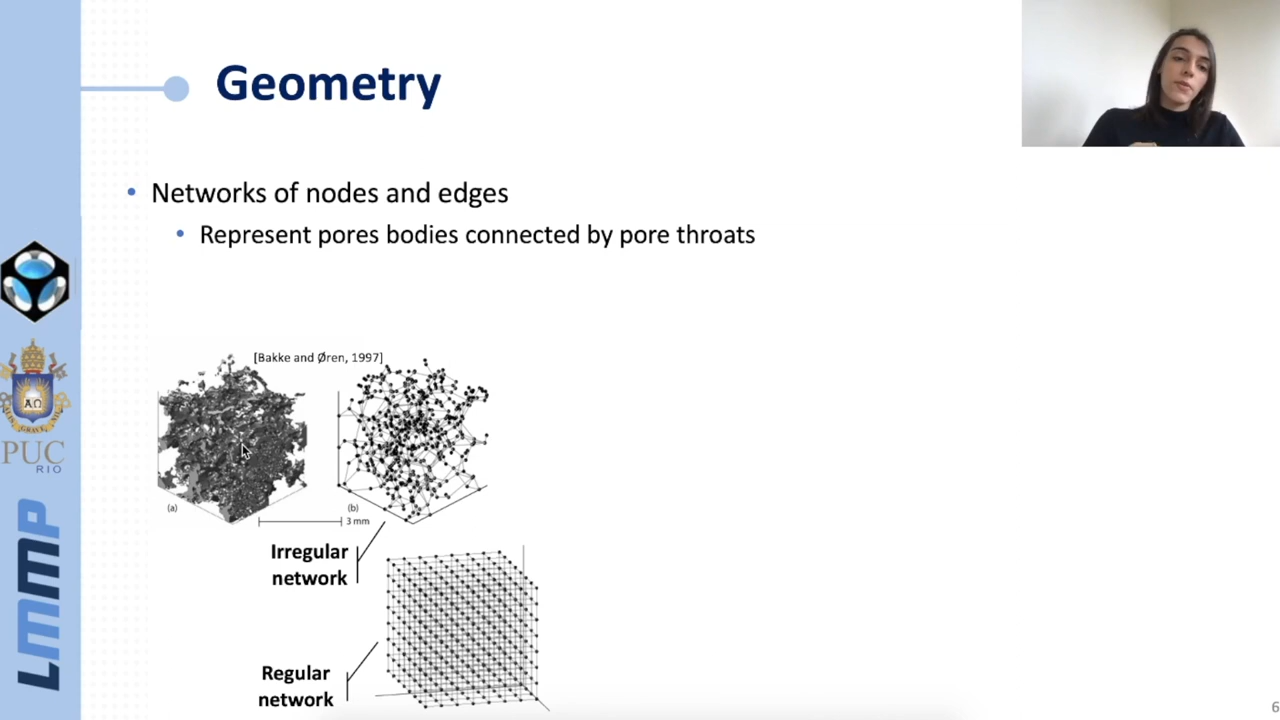 Geometry
• Networks of nodes and edges
• Represent pores bodies connected by pore throats
[Bakke and Øren, 1997]
(a)
(b)
3 mm
Irregular
network
Regular
network
ΑΩ
PUC
RIO
LMMP
6